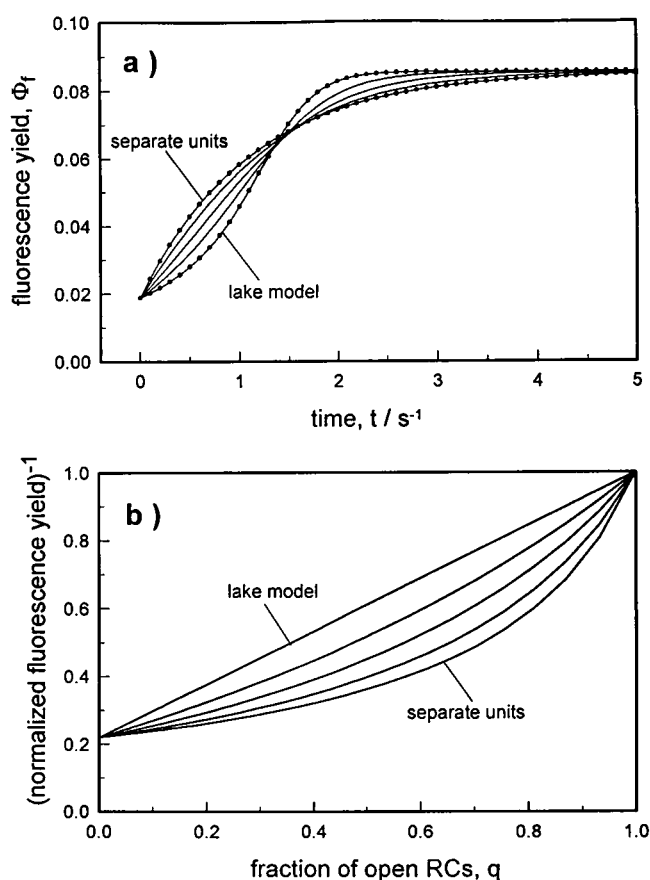 a )
0.10
0.08
0.06
0.04
0.02
0.00
fluorescence yield, Φf
separate units
lake model
0 1 2 3 4 5
time, t / s⁻¹
b )
1.0
0.8
0.6
0.4
0.2
0.0
(normalized fluorescence yield)⁻¹
lake model
separate units
0.0 0.2 0.4 0.6 0.8 1.0
fraction of open RCs, q